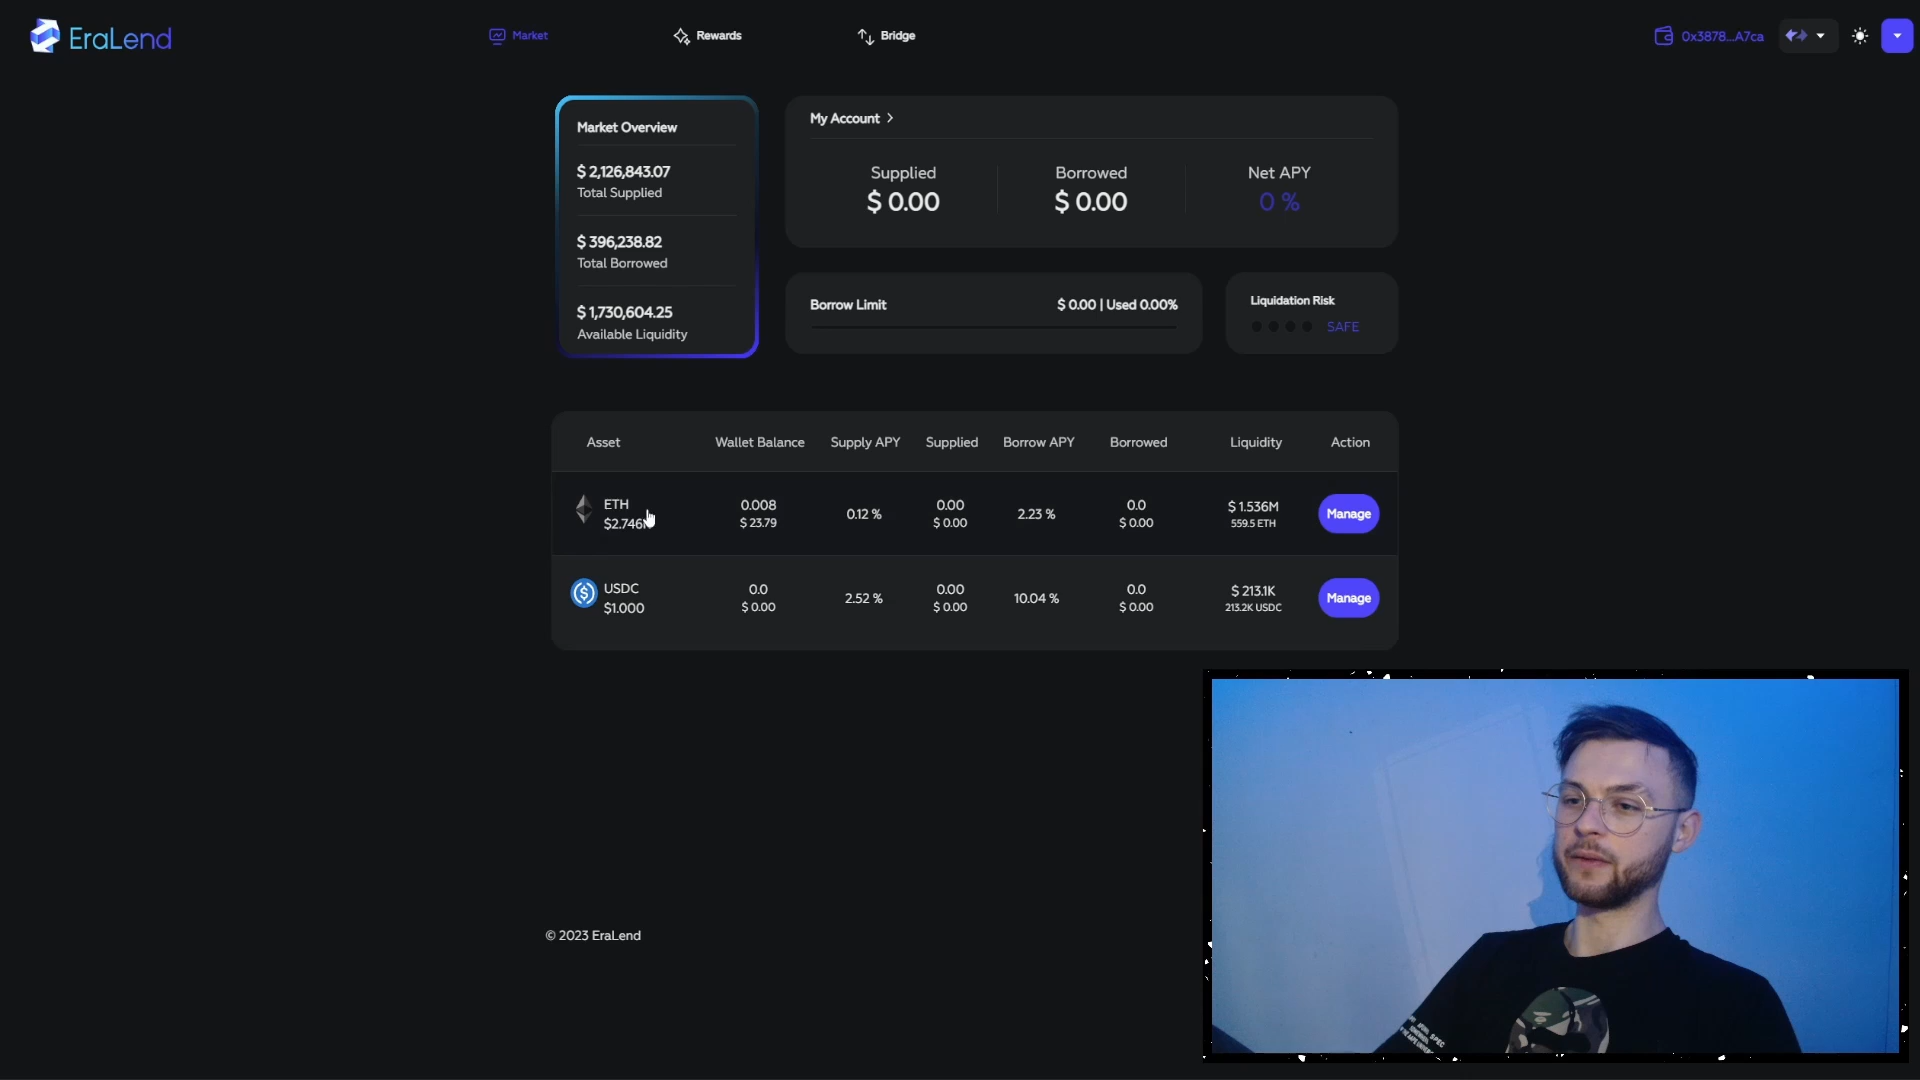 EraLend
Market
Rewards
Bridge
0x3878...A7ca
Market Overview
$ 2,126,843.07
Total Supplied
$ 396,238.82
Total Borrowed
$ 1,730,604.25
Available Liquidity
My Account >
Supplied
$ 0.00
Borrowed
$ 0.00
Net APY
0 %
Borrow Limit
$ 0.00 | Used 0.00%
Liquidation Risk
SAFE
Asset Wallet Balance Supply APY Supplied Borrow APY Borrowed Liquidity Action
ETH
$2.746
0.008
$ 23.79
0.12 %
0.00
$ 0.00
2.23 %
0.0
$ 0.00
$ 1.536M
559.5 ETH
Manage
USDC
$1.000
0.0
$ 0.00
2.52 %
0.00
$ 0.00
10.04 %
0.0
$ 0.00
$ 213.1K
213.2K USDC
Manage
© 2023 EraLend